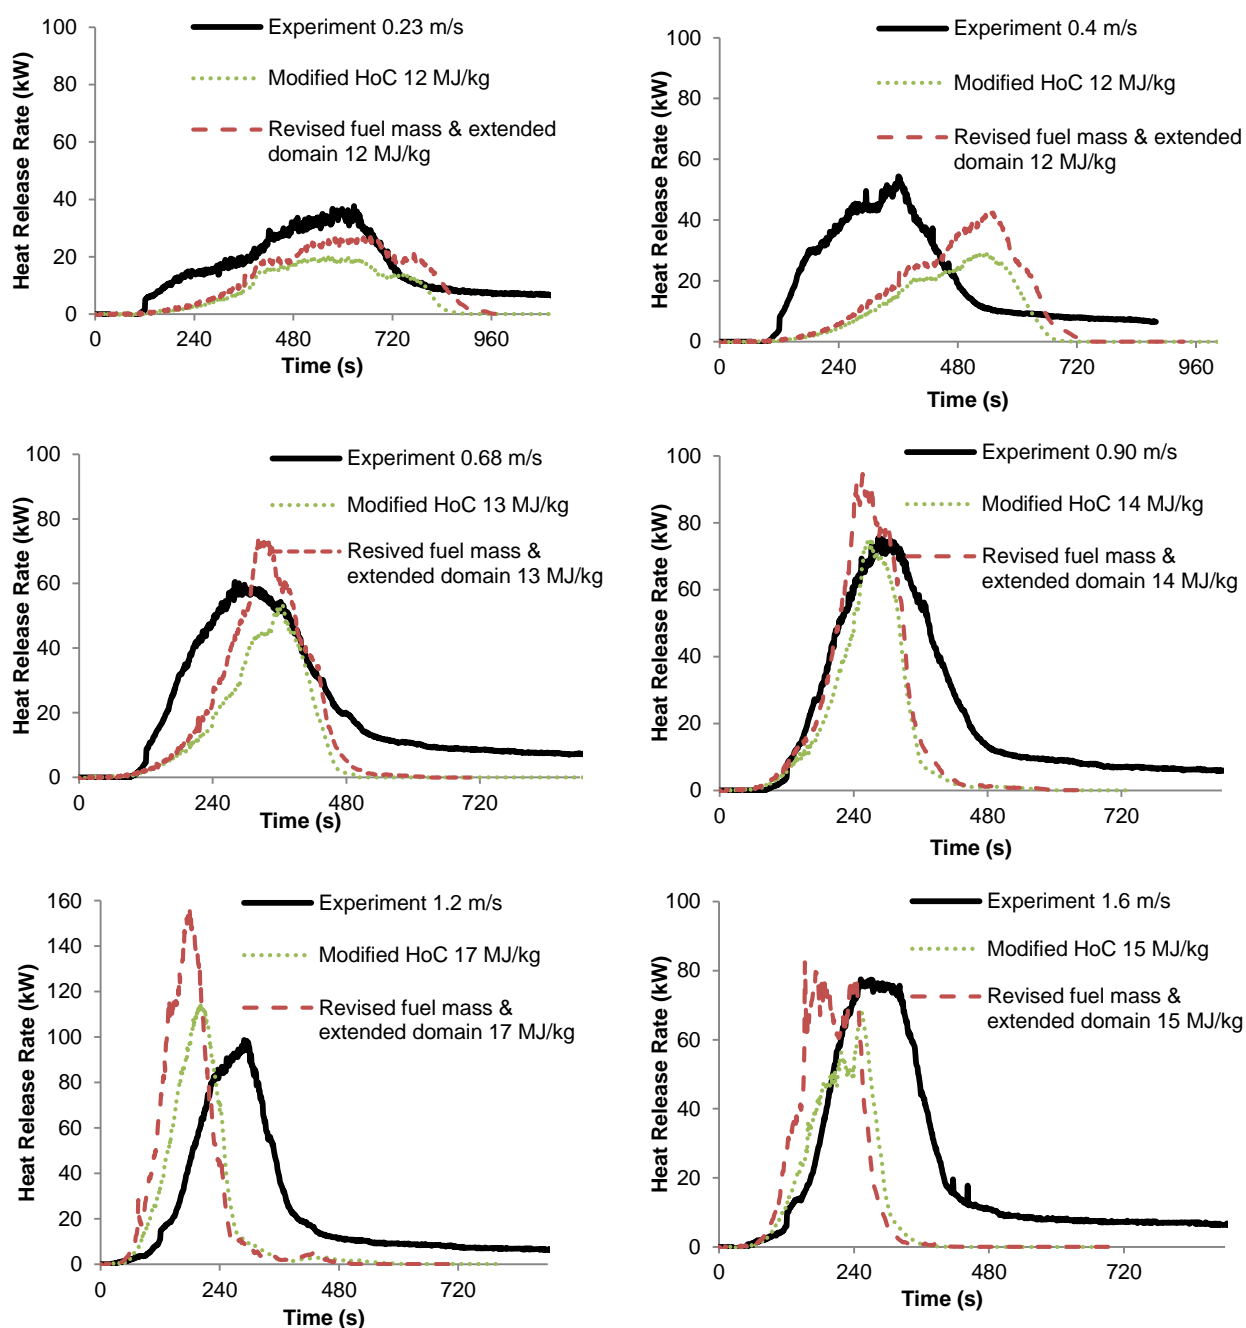 Experiment 0.23 m/s
Modified HoC 12 MJ/kg
Revised fuel mass & extended
domain 12 MJ/kg
Heat Release Rate (kW)
100
80
60
40
20
0
0 240 480 720 960
Time (s)
Experiment 0.4 m/s
Modified HoC 12 MJ/kg
Revised fuel mass & extended
domain 12 MJ/kg
Heat Release Rate (kW)
100
80
60
40
20
0
0 240 480 720 960
Time (s)
Experiment 0.68 m/s
Modified HoC 13 MJ/kg
Resived fuel mass &
extended domain 13 MJ/kg
Heat Release Rate (kW)
100
80
60
40
20
0
0 240 480 720
Time (s)
Experiment 0.90 m/s
Modified HoC 14 MJ/kg
Revised fuel mass &
extended domain 14 MJ/kg
Heat Release Rate (kW)
100
80
60
40
20
0
0 240 480 720
Time (s)
Experiment 1.2 m/s
Modified HoC 17 MJ/kg
Revised fuel mass &
extended domain 17 MJ/kg
Heat Release Rate (kW)
160
140
120
100
80
60
40
20
0
0 240 480 720
Time (s)
Experiment 1.6 m/s
Modified HoC 15 MJ/kg
Revised fuel mass &
extended domain 15 MJ/kg
Heat Release Rate (kW)
100
80
60
40
20
0
0 240 480 720
Time (s)